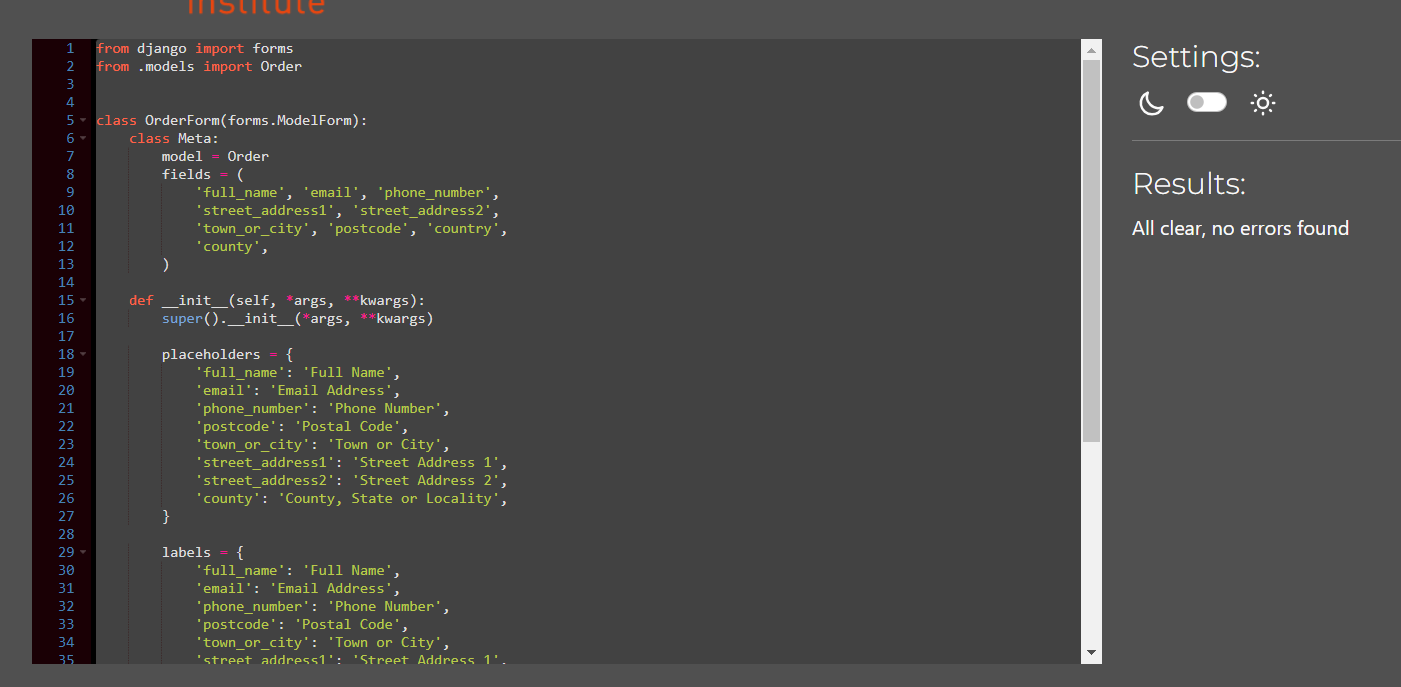 Institute
1 from django import forms
2 from .models import Order
3
4
5 class OrderForm(forms.ModelForm):
6     class Meta:
7         model = Order
8         fields = (
9             'full_name', 'email', 'phone_number',
10             'street_address1', 'street_address2',
11             'town_or_city', 'postcode', 'country',
12             'county',
13         )
14
15     def __init__(self, *args, **kwargs):
16         super().__init__(*args, **kwargs)
17
18         placeholders = {
19             'full_name': 'Full Name',
20             'email': 'Email Address',
21             'phone_number': 'Phone Number',
22             'postcode': 'Postal Code',
23             'town_or_city': 'Town or City',
24             'street_address1': 'Street Address 1',
25             'street_address2': 'Street Address 2',
26             'county': 'County, State or Locality',
27         }
28
29         labels = {
30             'full_name': 'Full Name',
31             'email': 'Email Address',
32             'phone_number': 'Phone Number',
33             'postcode': 'Postal Code',
34             'town_or_city': 'Town or City',
35             'street_address1': 'Street Address 1',
Settings:
Results:
All clear, no errors found